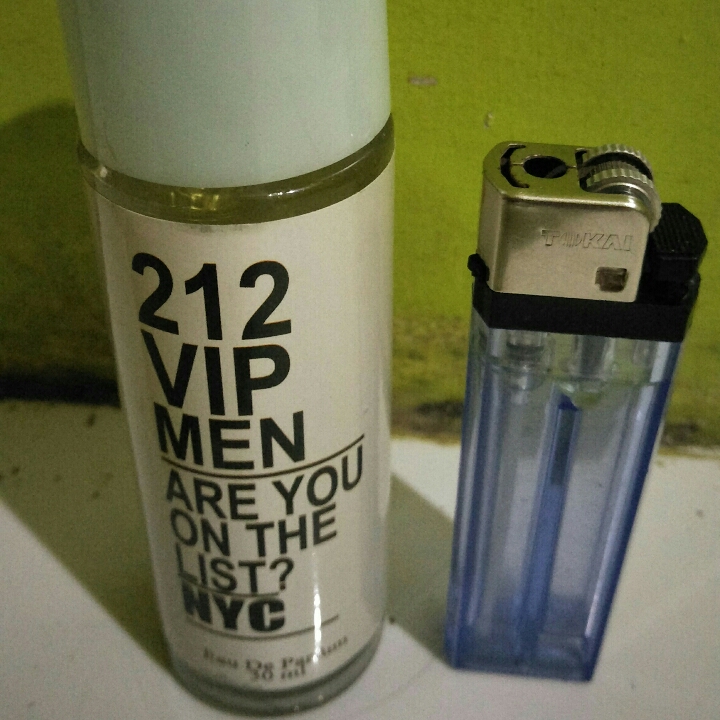 212
VIP
MEN
ARE YOU
ON THE
LIST?
NYC
Eau De Parfum
30 ml
TOKAI